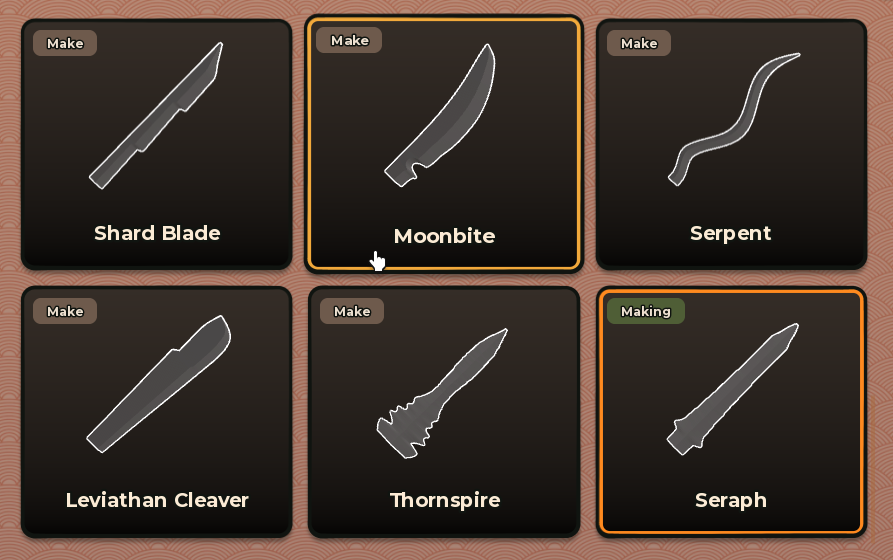 Make
Shard Blade
Make
Moonbite
Make
Serpent
Make
Leviathan Cleaver
Make
Thornspire
Making
Seraph